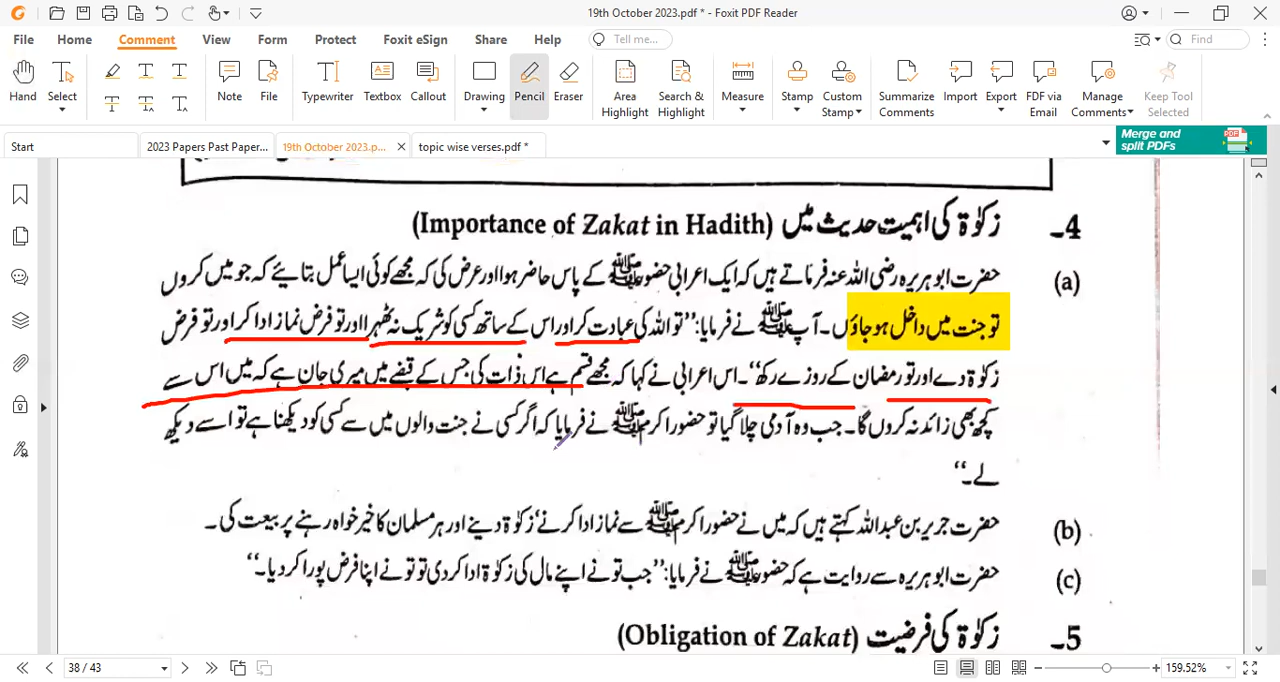 19th October 2023.pdf * - Foxit PDF Reader
File Home Comment View Form Protect Foxit eSign Share Help Tell me... Find
Hand Select Note File Typewriter Textbox Callout Drawing Pencil Eraser Area Highlight Search & Highlight Measure Stamp Custom Stamp Summarize Comments Import Export FDF via Email Manage Comments Keep Tool Selected
Start 2023 Papers Past Paper... 19th October 2023.p... topic wise verses.pdf * Merge and split PDFs
4۔ زکوٰۃ کی اہمیت حدیث میں (Importance of Zakat in Hadith)
(a) حضرت ابو ہریرہ رضی اللہ عنہ فرماتے ہیں کہ ایک اعرابی حضور ﷺ کے پاس حاضر ہوا اور عرض کی کہ مجھے کوئی ایسا عمل بتائیے کہ جو میں کروں
تو جنت میں داخل ہو جاؤں۔ آپ ﷺ نے فرمایا: ’’تو اللہ کی عبادت کر اور اس کے ساتھ کسی کو شریک نہ ٹھہرا اور تو فرض نماز ادا کر اور تو فرض
زکوٰۃ دے اور تو رمضان کے روزے رکھ‘‘۔ اس اعرابی نے کہا کہ مجھے قسم ہے اس ذات کی جس کے قبضے میں میری جان ہے کہ میں اس سے
کچھ بھی زائد نہ کروں گا۔ جب وہ آدمی چلا گیا تو حضور اکرم ﷺ نے فرمایا کہ اگر کسی نے جنت والوں میں سے کسی کو دیکھنا ہے تو اسے دیکھ
لے۔‘‘
(b) حضرت جریر بن عبداللہ کہتے ہیں کہ میں نے حضور اکرم ﷺ سے نماز ادا کرنے، زکوٰۃ دینے اور ہر مسلمان کا خیر خواہ رہنے پر بیعت کی۔
(c) حضرت ابو ہریرہ سے روایت ہے کہ حضور ﷺ نے فرمایا: ’’جب تو نے اپنے مال کی زکوٰۃ ادا کر دی تو تو نے اپنا فرض پورا کر دیا۔‘‘
5۔ زکوٰۃ کی فرضیت (Obligation of Zakat)
38 / 43 159.52%